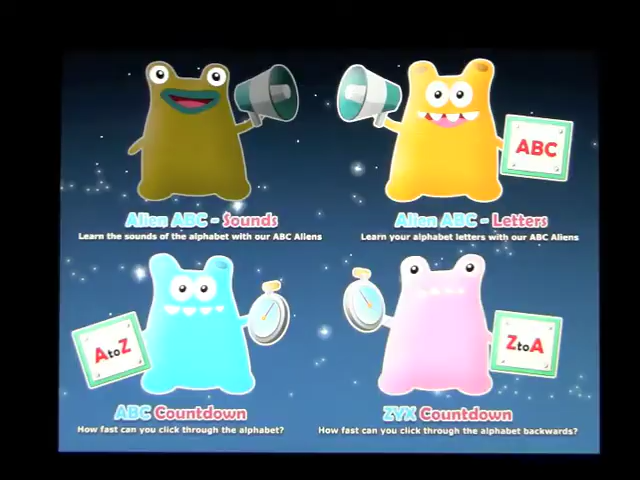 Alien ABC - Sounds
Learn the sounds of the alphabet with our ABC Aliens
ABC
Alien ABC - Letters
Learn your alphabet letters with our ABC Aliens
AtoZ
ABC Countdown
How fast can you click through the alphabet?
ZtoA
ZYX Countdown
How fast can you click through the alphabet backwards?